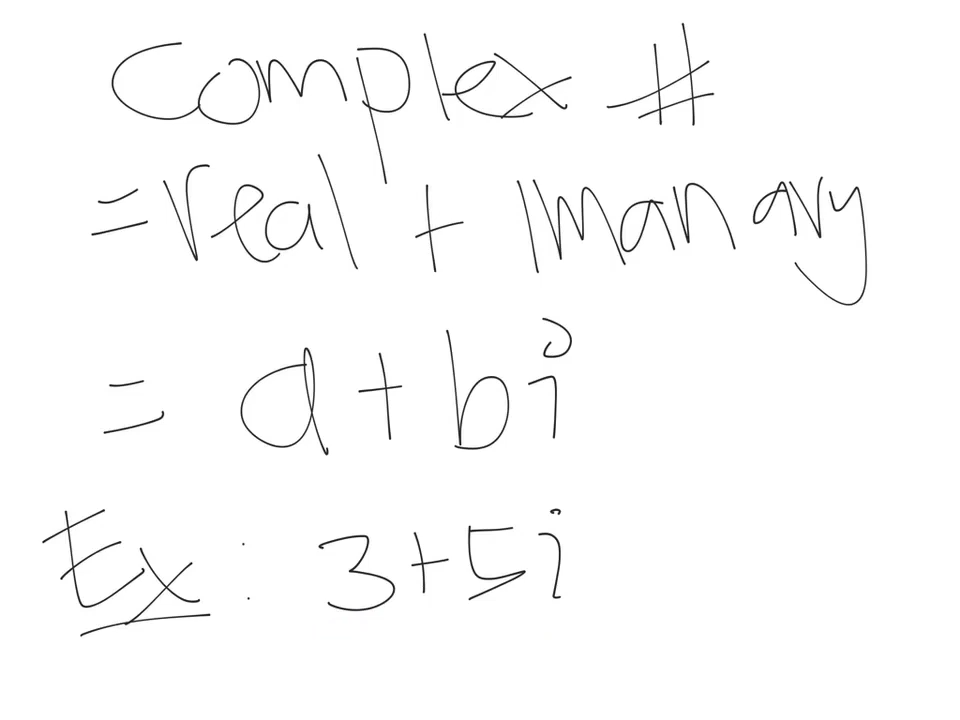 Complex #
= real + imanary
= a + bi
Ex : 3 + 5i